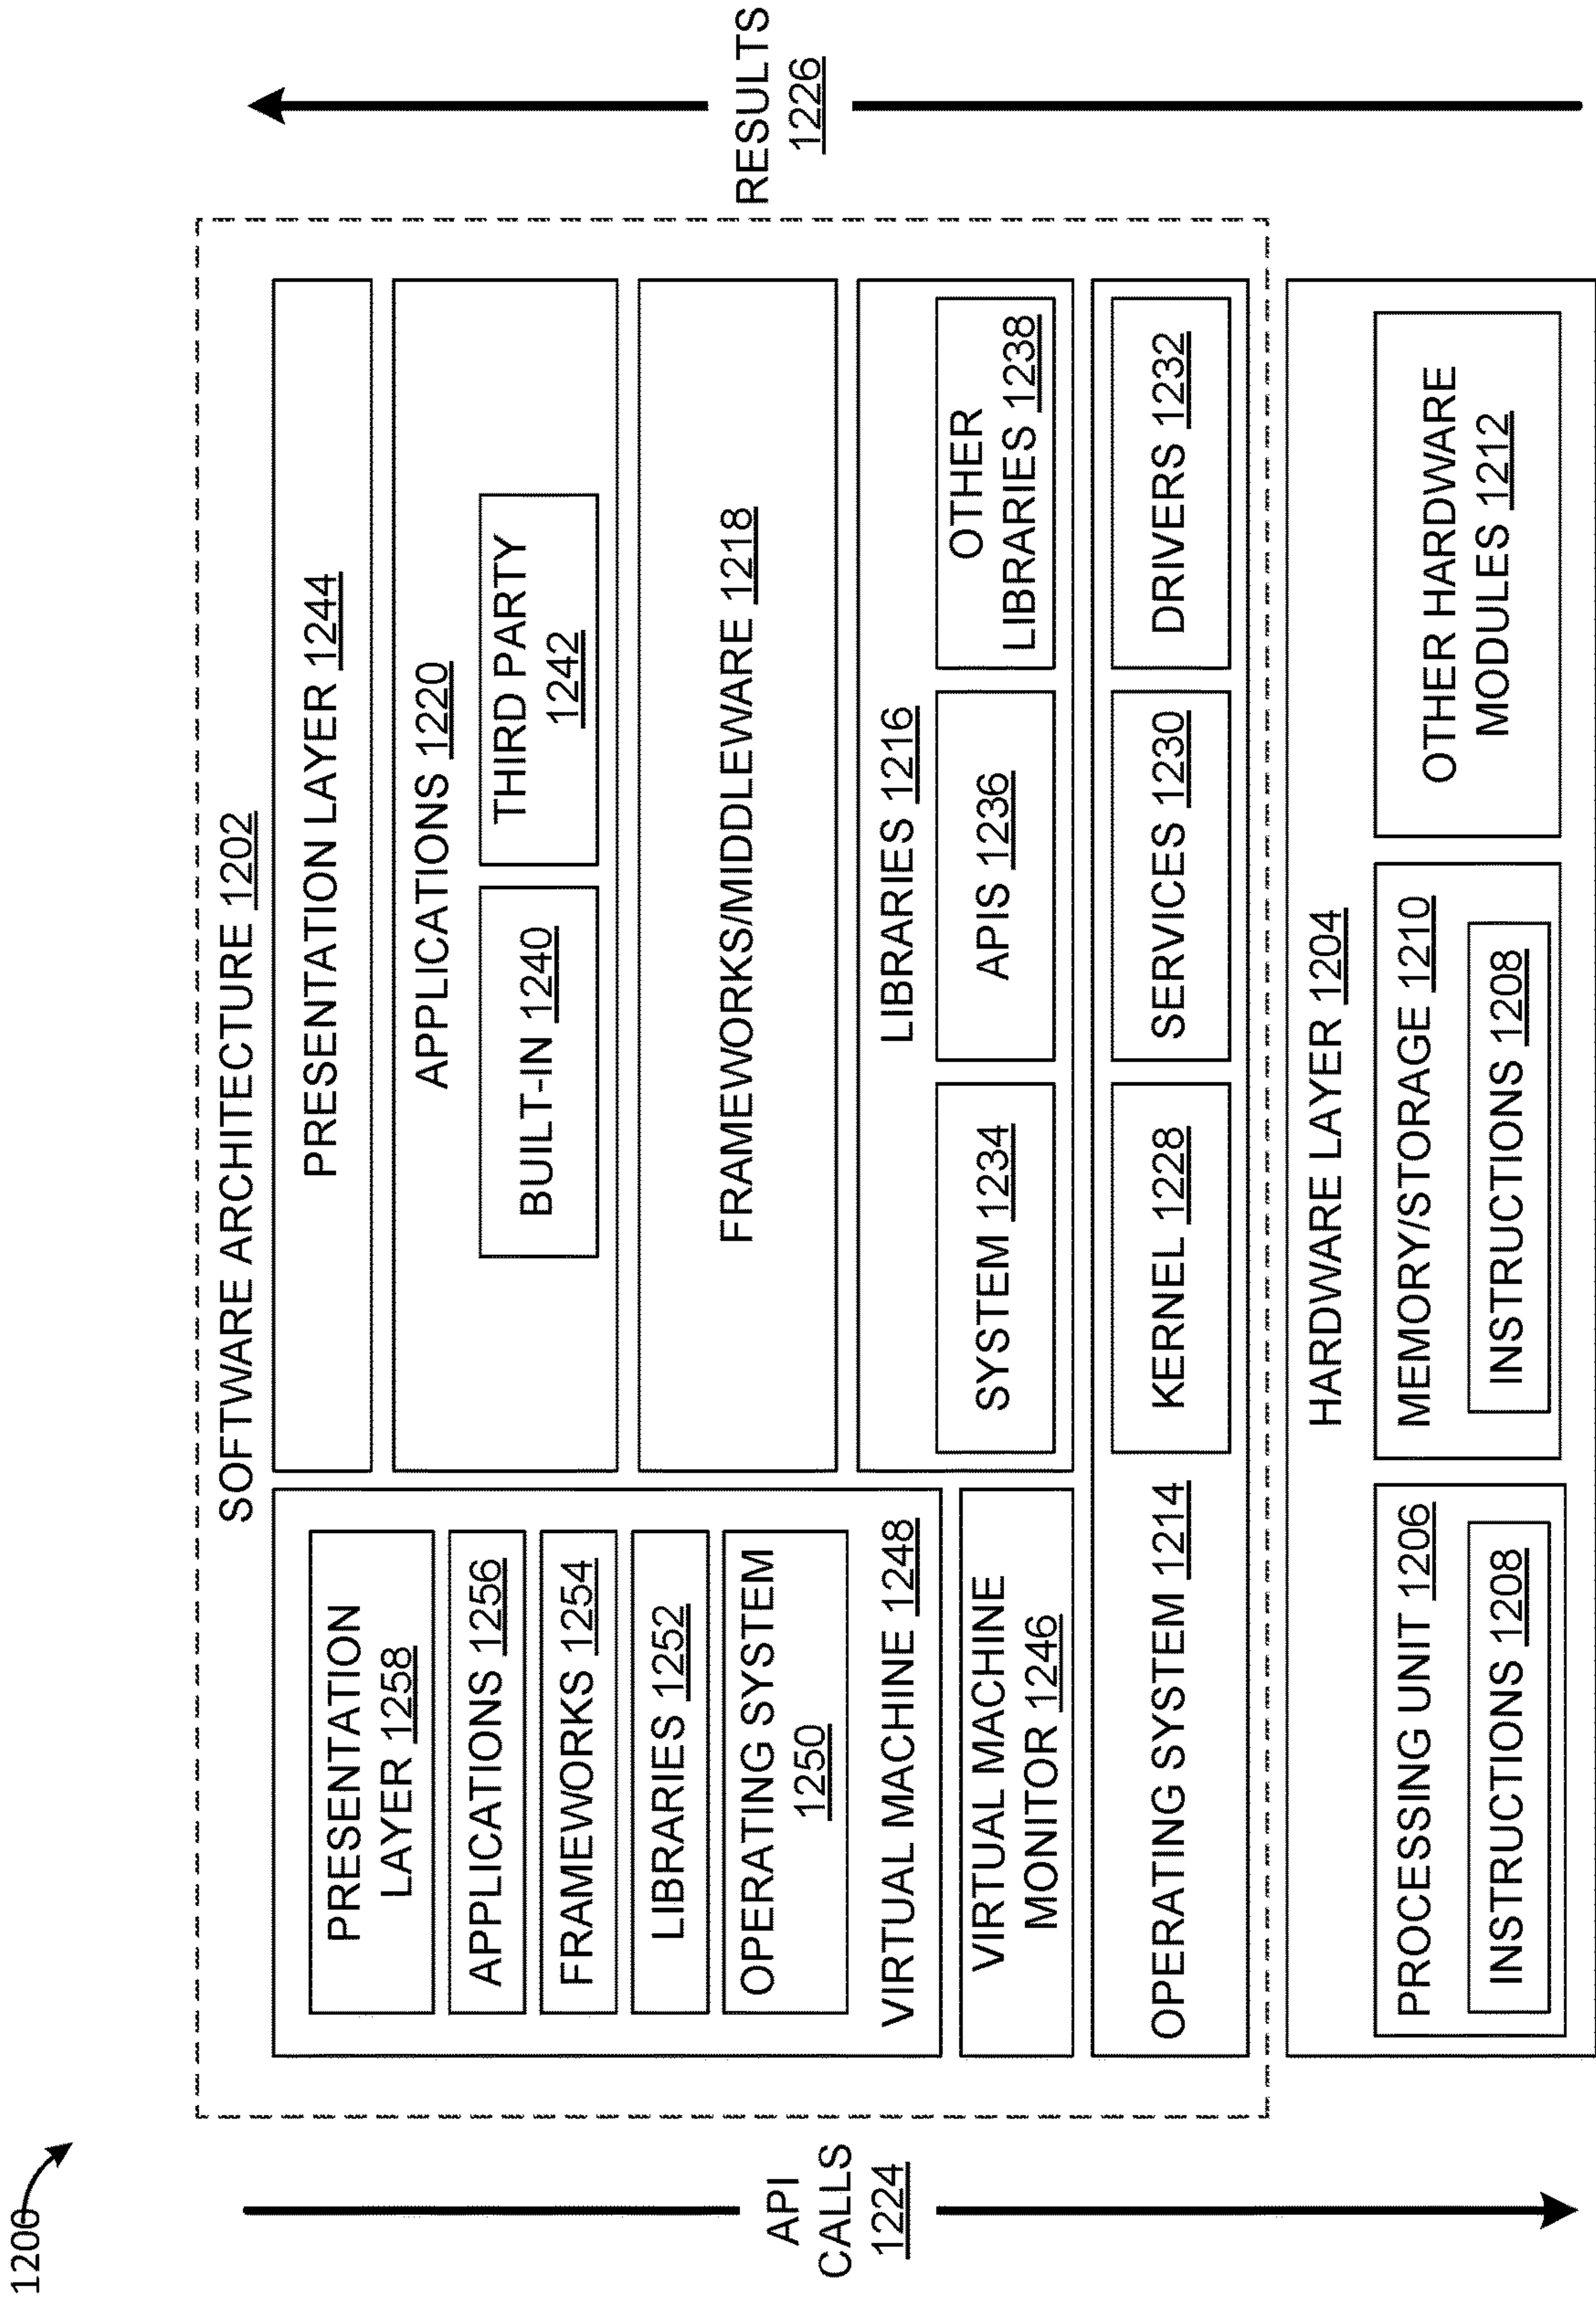 1200
SOFTWARE ARCHITECTURE 1202
PRESENTATION
LAYER 1258
APPLICATIONS 1256
FRAMEWORKS 1254
LIBRARIES 1252
OPERATING SYSTEM
1250
VIRTUAL MACHINE 1248
VIRTUAL MACHINE
MONITOR 1246
PRESENTATION LAYER 1244
APPLICATIONS 1220
BUILT-IN 1240
THIRD PARTY
1242
FRAMEWORKS/MIDDLEWARE 1218
LIBRARIES 1216
SYSTEM 1234
APIS 1236
OTHER
LIBRARIES 1238
OPERATING SYSTEM 1214
KERNEL 1228
SERVICES 1230
DRIVERS 1232
HARDWARE LAYER 1204
PROCESSING UNIT 1206
INSTRUCTIONS 1208
MEMORY/STORAGE 1210
INSTRUCTIONS 1208
OTHER HARDWARE
MODULES 1212
API
CALLS
1224
RESULTS
1226